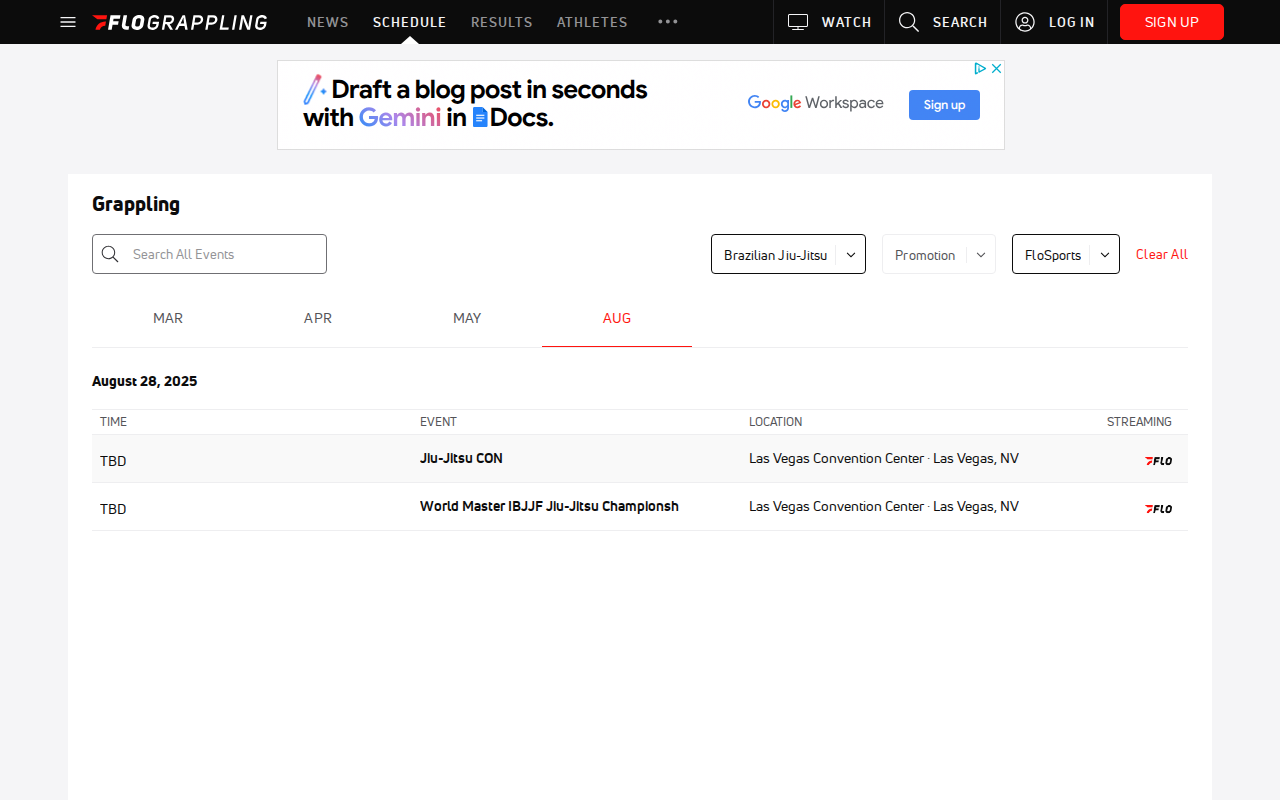 FLOGRAPPLING NEWS SCHEDULE RESULTS ATHLETES ••• WATCH SEARCH LOG IN SIGN UP
Draft a blog post in seconds
with Gemini in Docs.
Google Workspace
Sign up
Grappling
Search All Events Brazilian Jiu-Jitsu Promotion FloSports Clear All
MAR APR MAY AUG
August 28, 2025
TIME EVENT LOCATION STREAMING
TBD Jiu-Jitsu CON Las Vegas Convention Center · Las Vegas, NV FLO
TBD World Master IBJJF Jiu-Jitsu Championsh Las Vegas Convention Center · Las Vegas, NV FLO